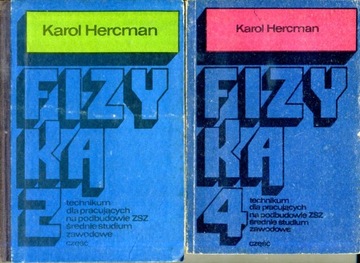 Karol Hercman
FIZY
KA
2
technikum
dla pracujących
na podbudowie ZSZ
średnie studium
zawodowe
część
Karol Hercman
FIZY
KA
4
technikum
dla pracujących
na podbudowie ZSZ
średnie studium
zawodowe
część